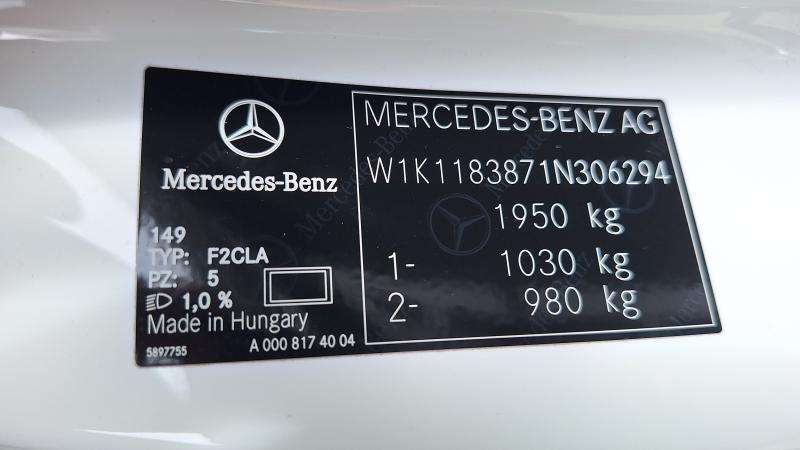 Mercedes-Benz
149
TYP: F2CLA
PZ: 5
1,0 %
Made in Hungary
5897755
A 000 817 40 04
MERCEDES-BENZ AG
W1K1183871N306294
1950 kg
1- 1030 kg
2- 980 kg